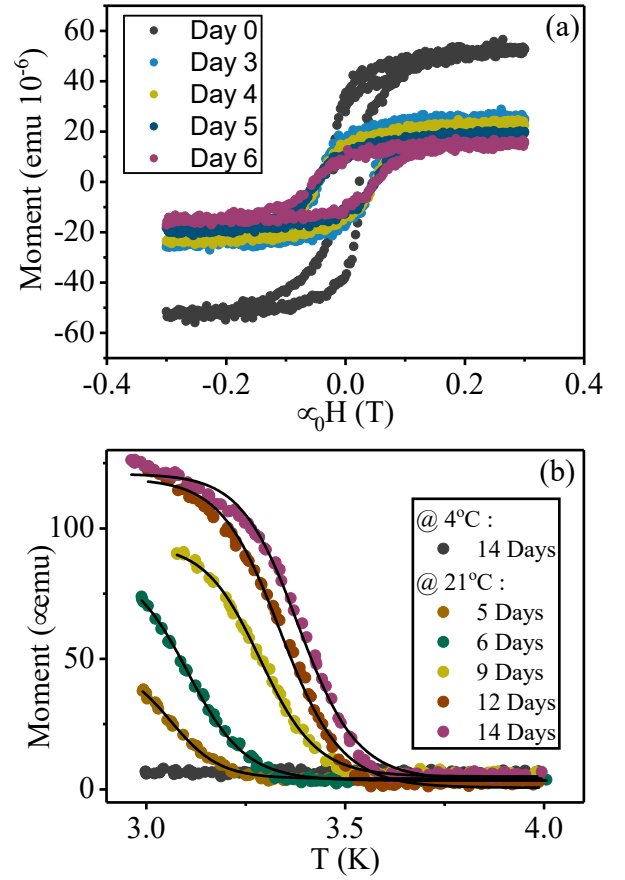 (a)
Day 0
Day 3
Day 4
Day 5
Day 6
60
40
20
0
-20
-40
-60
Moment (emu 10-6)
-0.4 -0.2 0.0 0.2 0.4
∝0H (T)
(b)
@ 4ºC :
14 Days
@ 21ºC :
5 Days
6 Days
9 Days
12 Days
14 Days
100
50
0
Moment (∝emu)
3.0 3.5 4.0
T (K)